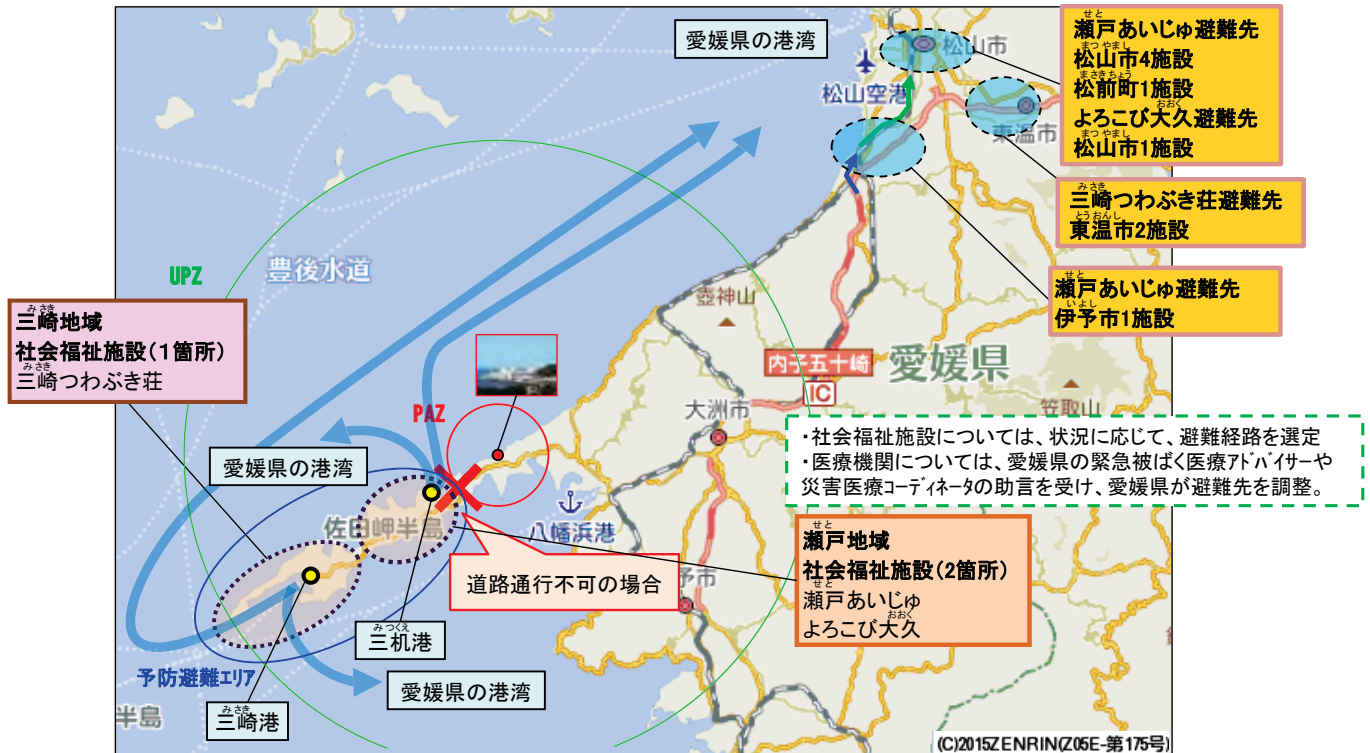 愛媛県の港湾
松山市
松山空港
東温市
瀬戸あいじゅ避難先
松山市4施設
松前町1施設
よろこび大久避難先
松山市1施設
三崎つわぶき荘避難先
東温市2施設
瀬戸あいじゅ避難先
伊予市1施設
豊後水道
UPZ
壺神山
三崎地域
社会福祉施設(1箇所)
三崎つわぶき荘
内子五十崎
IC
愛媛県
笠取山
PAZ
大洲市
・社会福祉施設については、状況に応じて、避難経路を選定
・医療機関については、愛媛県の緊急被ばく医療アドバイザーや
災害医療コーディネータの助言を受け、愛媛県が避難先を調整。
愛媛県の港湾
八幡浜港
佐田岬半島
瀬戸地域
社会福祉施設(2箇所)
瀬戸あいじゅ
よろこび大久
道路通行不可の場合
予市
三机港
予防避難エリア
愛媛県の港湾
三崎港
半島
(C)2015ZENRIN(Z05E-第175号)